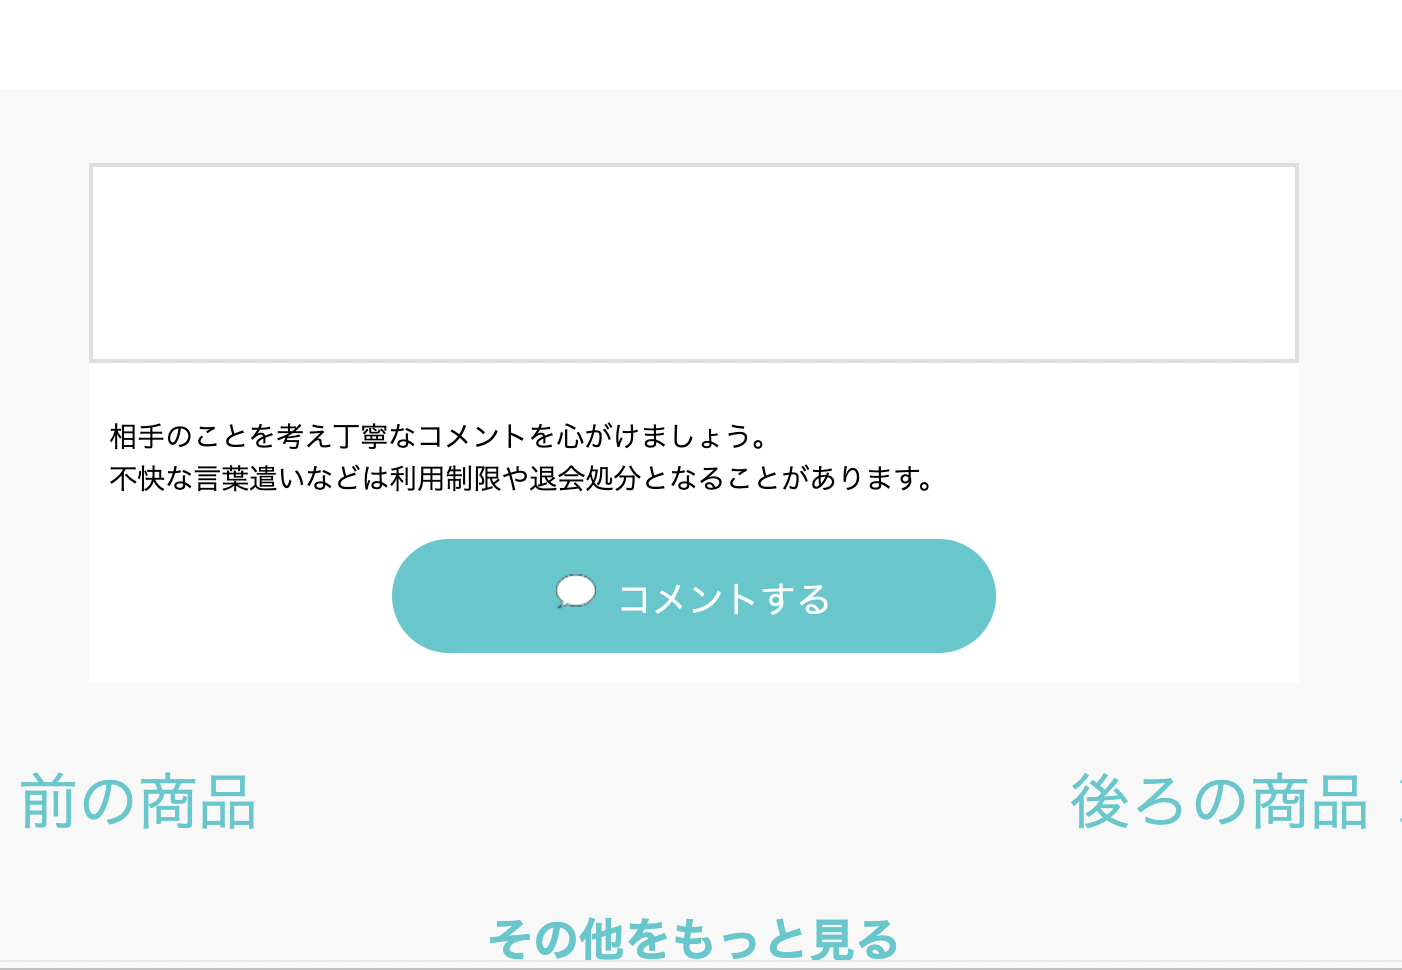 相手のことを考え丁寧なコメントを心がけましょう。
不快な言葉遣いなどは利用制限や退会処分となることがあります。
コメントする
前の商品
後ろの商品
その他をもっと見る